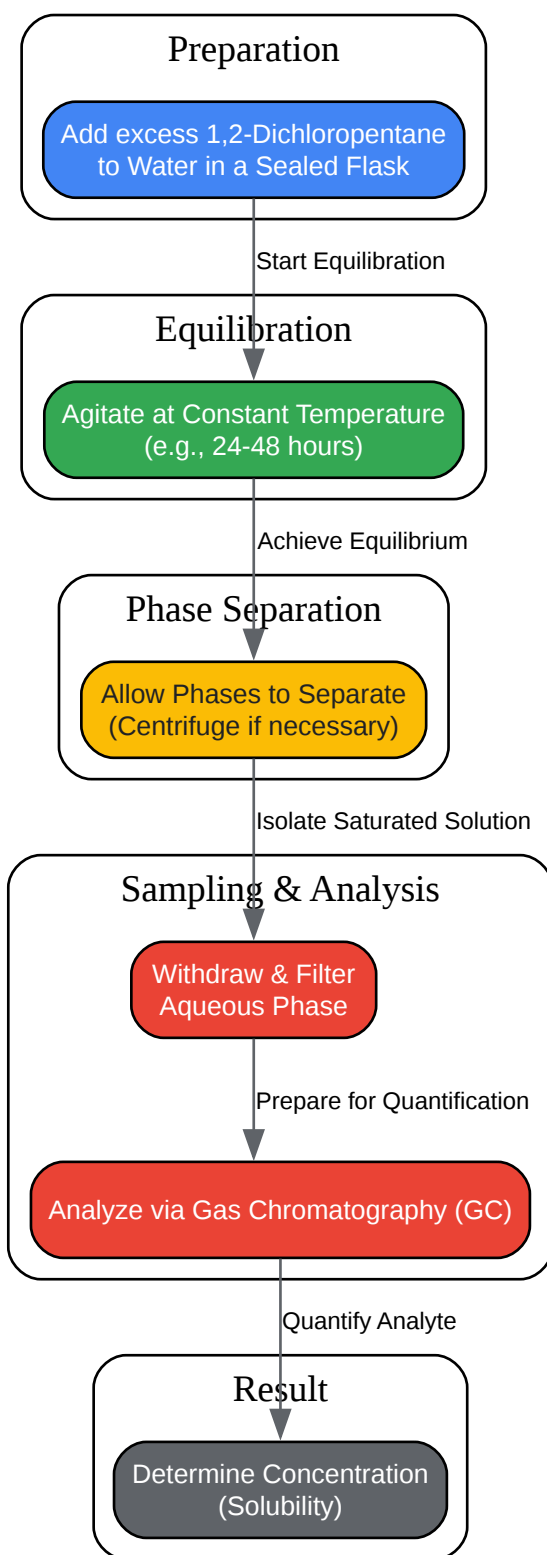 Preparation
Add excess 1,2-Dichloropentane
to Water in a Sealed Flask
Start Equilibration
Equilibration
Agitate at Constant Temperature
(e.g., 24-48 hours)
Achieve Equilibrium
Phase Separation
Allow Phases to Separate
(Centrifuge if necessary)
Isolate Saturated Solution
Sampling & Analysis
Withdraw & Filter
Aqueous Phase
Prepare for Quantification
Analyze via Gas Chromatography (GC)
Quantify Analyte
Result
Determine Concentration
(Solubility)